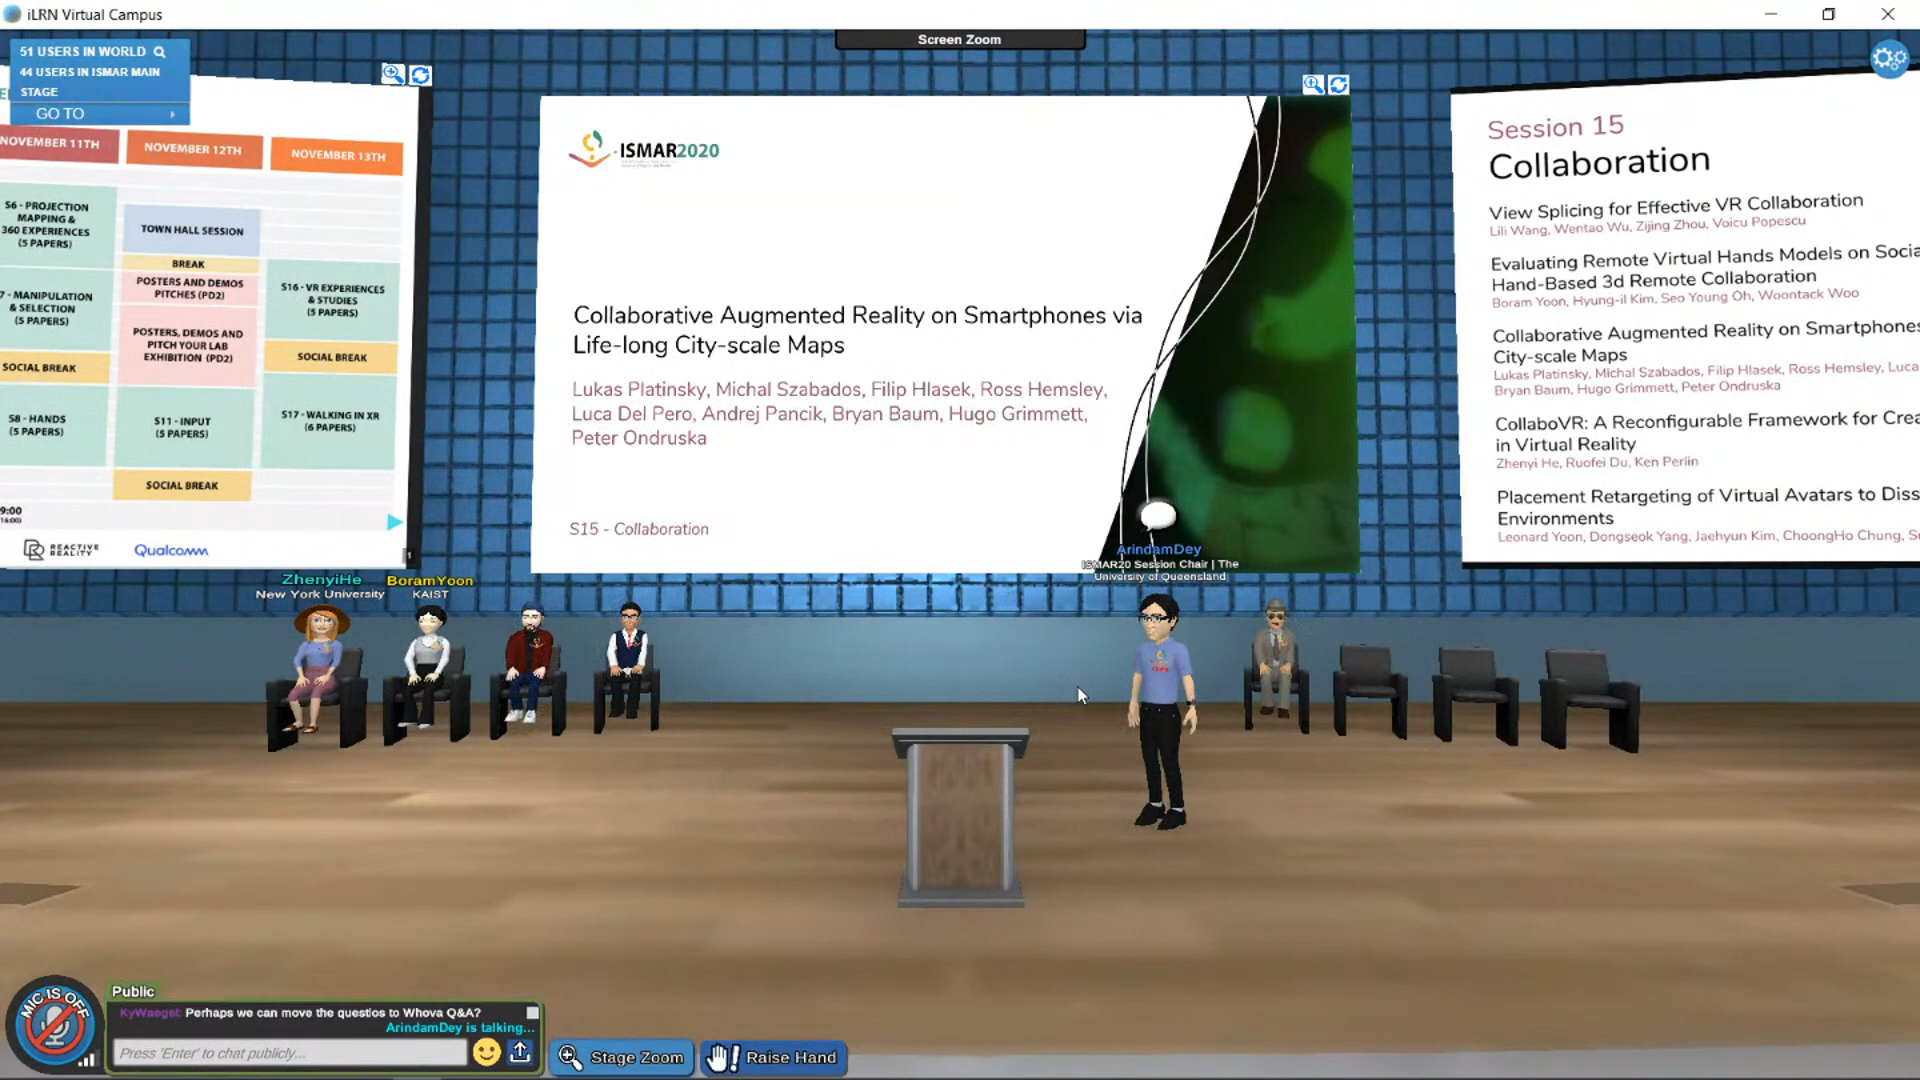 iLRN Virtual Campus
51 USERS IN WORLD
44 USERS IN ISMAR MAIN
STAGE
GO TO
Screen Zoom
NOVEMBER 11TH
NOVEMBER 12TH
NOVEMBER 13TH
S6 - PROJECTION
MAPPING &
360 EXPERIENCES
(5 PAPERS)
7 - MANIPULATION
& SELECTION
(5 PAPERS)
SOCIAL BREAK
S8 - HANDS
(5 PAPERS)
TOWN HALL SESSION
BREAK
POSTERS AND DEMOS
PITCHES (PD2)
POSTERS, DEMOS AND
PITCH YOUR LAB
EXHIBITION (PD2)
S11 - INPUT
(5 PAPERS)
SOCIAL BREAK
S16 - VR EXPERIENCES
& STUDIES
(5 PAPERS)
SOCIAL BREAK
S17 - WALKING IN XR
(6 PAPERS)
9:00
16:00)
REACTIVE
REALITY
Qualcomm
1
ISMAR2020
Collaborative Augmented Reality on Smartphones via
Life-long City-scale Maps
Lukas Platinsky, Michal Szabados, Filip Hlasek, Ross Hemsley,
Luca Del Pero, Andrej Pancik, Bryan Baum, Hugo Grimmett,
Peter Ondruska
S15 - Collaboration
Session 15
Collaboration
View Splicing for Effective VR Collaboration
Lili Wang, Wentao Wu, Zijing Zhou, Voicu Popescu
Evaluating Remote Virtual Hands Models on Socia
Hand-Based 3d Remote Collaboration
Boram Yoon, Hyung-il Kim, Seo Young Oh, Woontack Woo
Collaborative Augmented Reality on Smartphones
City-scale Maps
Lukas Platinsky, Michal Szabados, Filip Hlasek, Ross Hemsley, Luca
Bryan Baum, Hugo Grimmett, Peter Ondruska
CollaboVR: A Reconfigurable Framework for Crea
in Virtual Reality
Zhenyi He, Ruofei Du, Ken Perlin
Placement Retargeting of Virtual Avatars to Diss
Environments
Leonard Yoon, Dongseok Yang, Jaehyun Kim, ChoongHo Chung, S
ZhenyiHe
New York University
BoramYoon
KAIST
ArindamDey
ISMAR20 Session Chair | The
University of Queensland
MIC IS OFF
Public
KyWaegel: Perhaps we can move the questios to Whova Q&A?
ArindamDey is talking...
Press 'Enter' to chat publicly...
Stage Zoom
Raise Hand